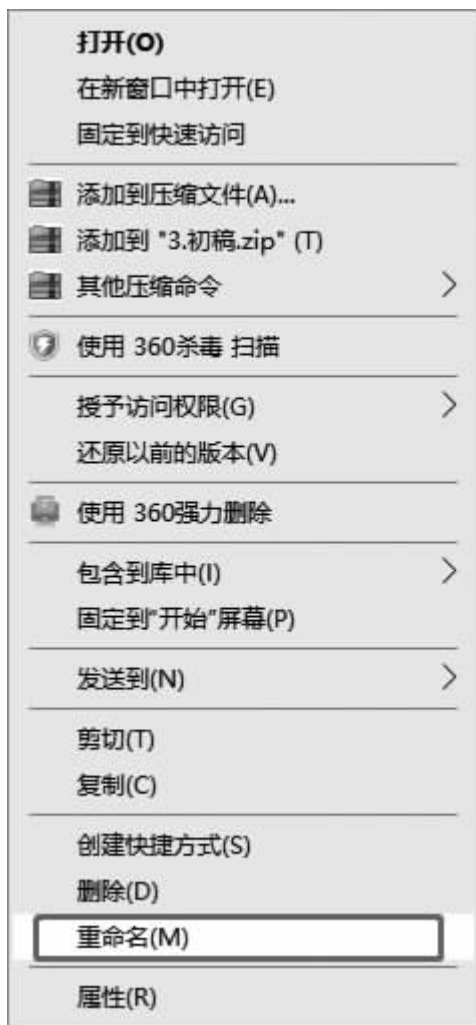 打开(O)
在新窗口中打开(E)
固定到快速访问
添加到压缩文件(A)...
添加到 "3.初稿.zip" (T)
其他压缩命令
使用 360杀毒 扫描
授予访问权限(G)
还原以前的版本(V)
使用 360强力删除
包含到库中(I)
固定到"开始"屏幕(P)
发送到(N)
剪切(T)
复制(C)
创建快捷方式(S)
删除(D)
重命名(M)
属性(R)